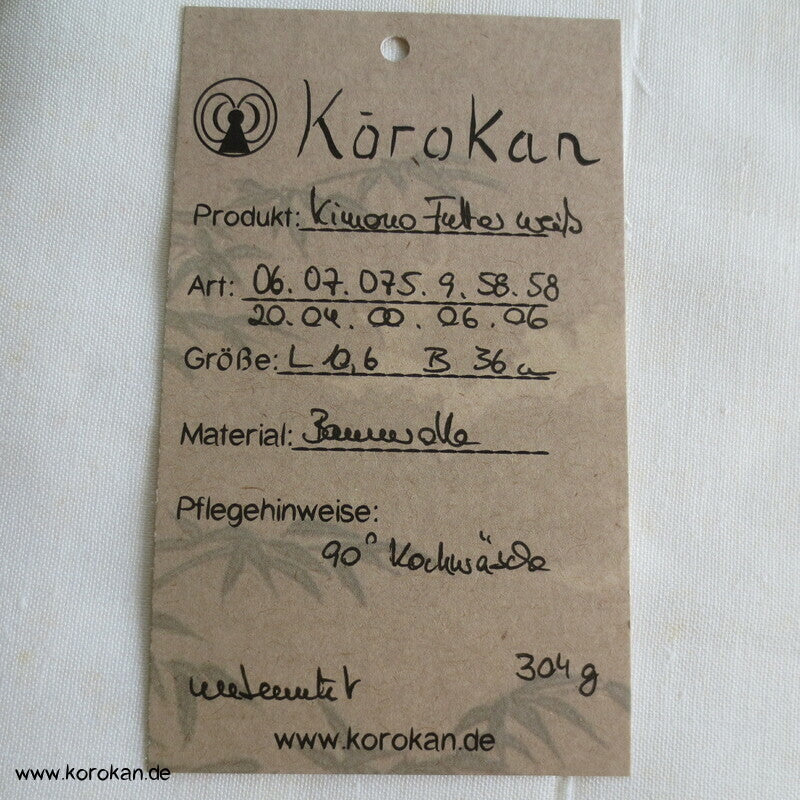 Kōrokan
Produkt: Kimono Futter weiß
Art: 06.07.075.9.58.58
20.04.00.06.06
Größe: L 10,6 B 36 cm
Material: Baumwolle
Pflegehinweise:
90° Kochwäsche
304 g
www.korokan.de
www.korokan.de